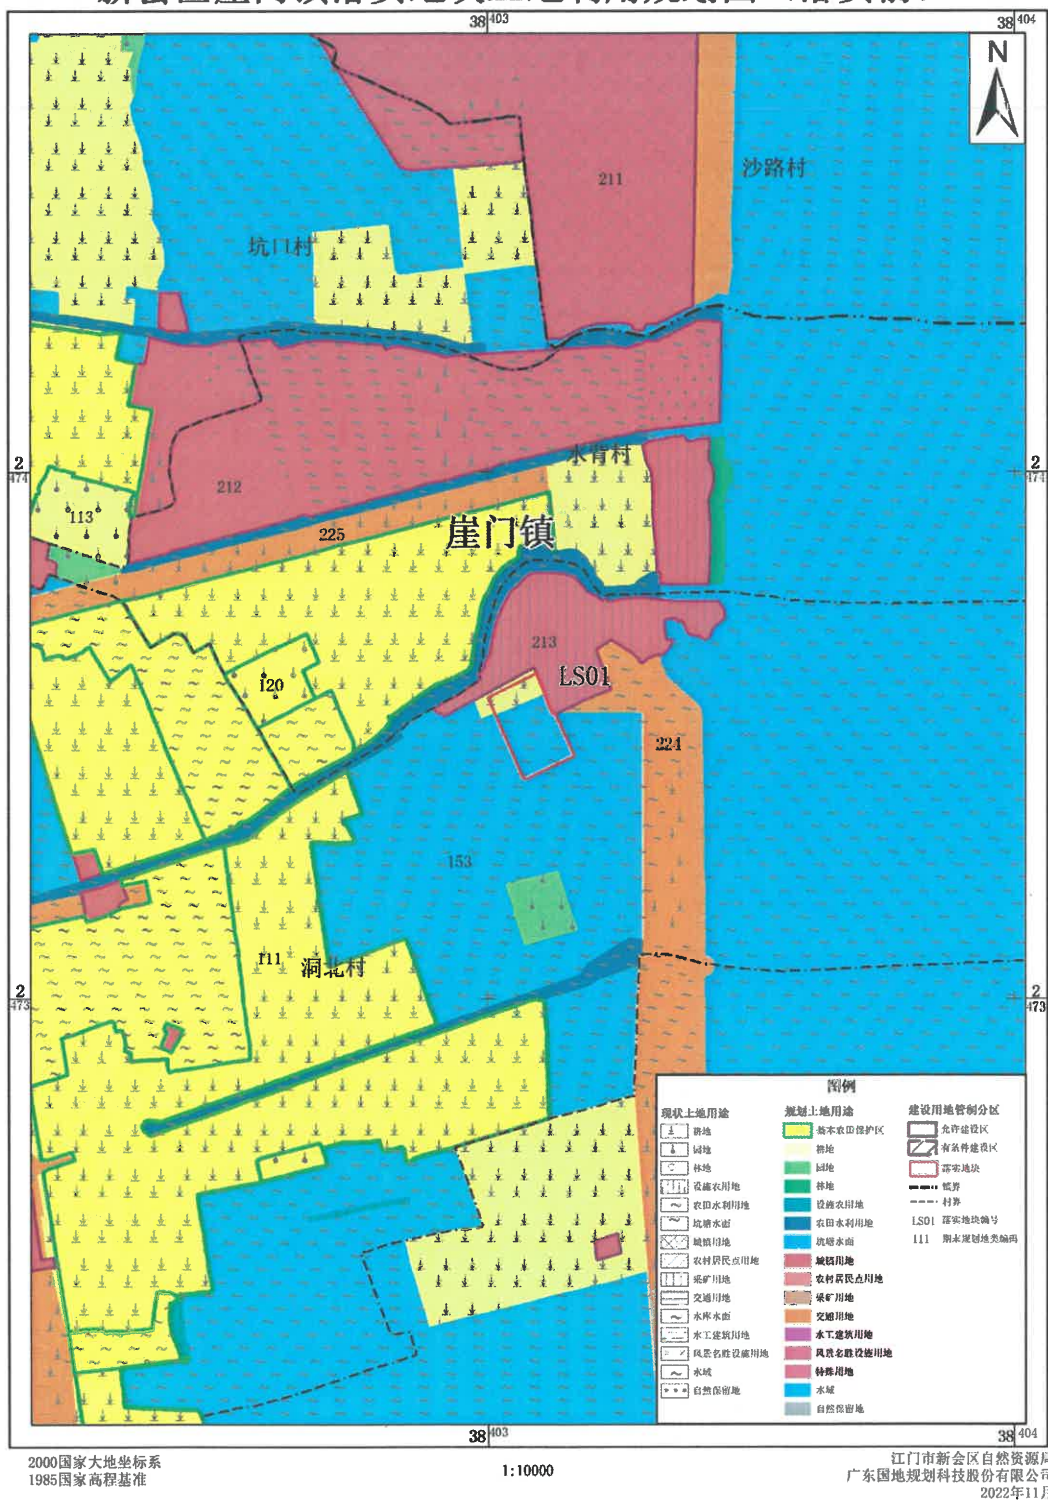 38 403
38 404
N
沙路村
211
坑口村
2
474
2
474
水背村
212
113
225
崖门镇
213
LS01
120
224
153
111
洞北村
2
473
2
473
图例
现状土地用途
规划土地用途
建设用地管制分区
耕地
基本农田保护区
允许建设区
园地
耕地
有条件建设区
林地
园地
落实地块
设施农用地
林地
镇界
农田水利用地
设施农用地
村界
坑塘水面
农田水利用地
LS01 落实地块编号
城镇用地
坑塘水面
111 期末规划地类编码
农村居民点用地
城镇用地
采矿用地
农村居民点用地
交通用地
采矿用地
水库水面
交通用地
水工建筑用地
水工建筑用地
风景名胜设施用地
风景名胜设施用地
水域
特殊用地
自然保留地
水域
自然保留地
38 403
38 404
2000国家大地坐标系
1985国家高程基准
1:10000
江门市新会区自然资源局
广东国地规划科技股份有限公司
2022年11月